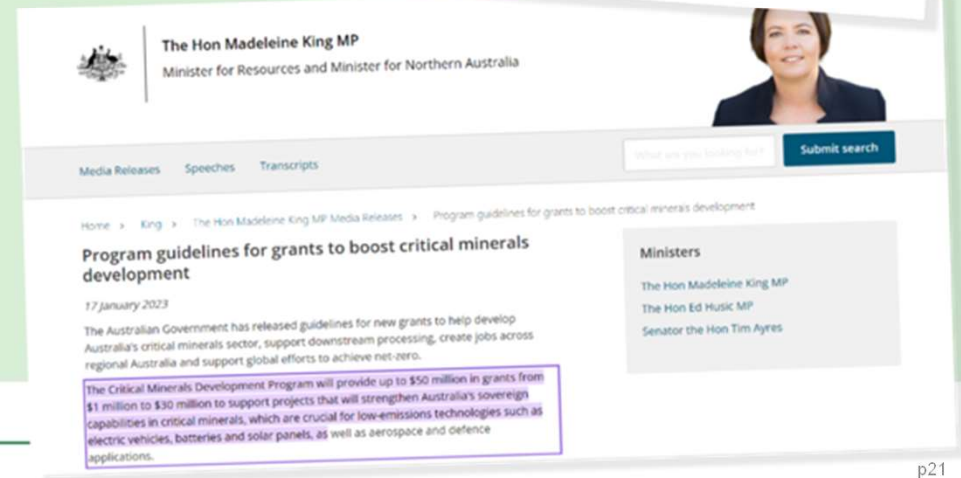 The Hon Madeleine King MP
Minister for Resources and Minister for Northern Australia
Media Releases Speeches Transcripts
What are you looking for?
Submit search
Home > King > The Hon Madeleine King MP Media Releases > Program guidelines for grants to boost critical minerals development
Program guidelines for grants to boost critical minerals
development
17 January 2023
The Australian Government has released guidelines for new grants to help develop
Australia's critical minerals sector, support downstream processing, create jobs across
regional Australia and support global efforts to achieve net-zero.
The Critical Minerals Development Program will provide up to $50 million in grants from
$1 million to $30 million to support projects that will strengthen Australia's sovereign
capabilities in critical minerals, which are crucial for low-emissions technologies such as
electric vehicles, batteries and solar panels, as well as aerospace and defence
applications.
Ministers
The Hon Madeleine King MP
The Hon Ed Husic MP
Senator the Hon Tim Ayres
p21